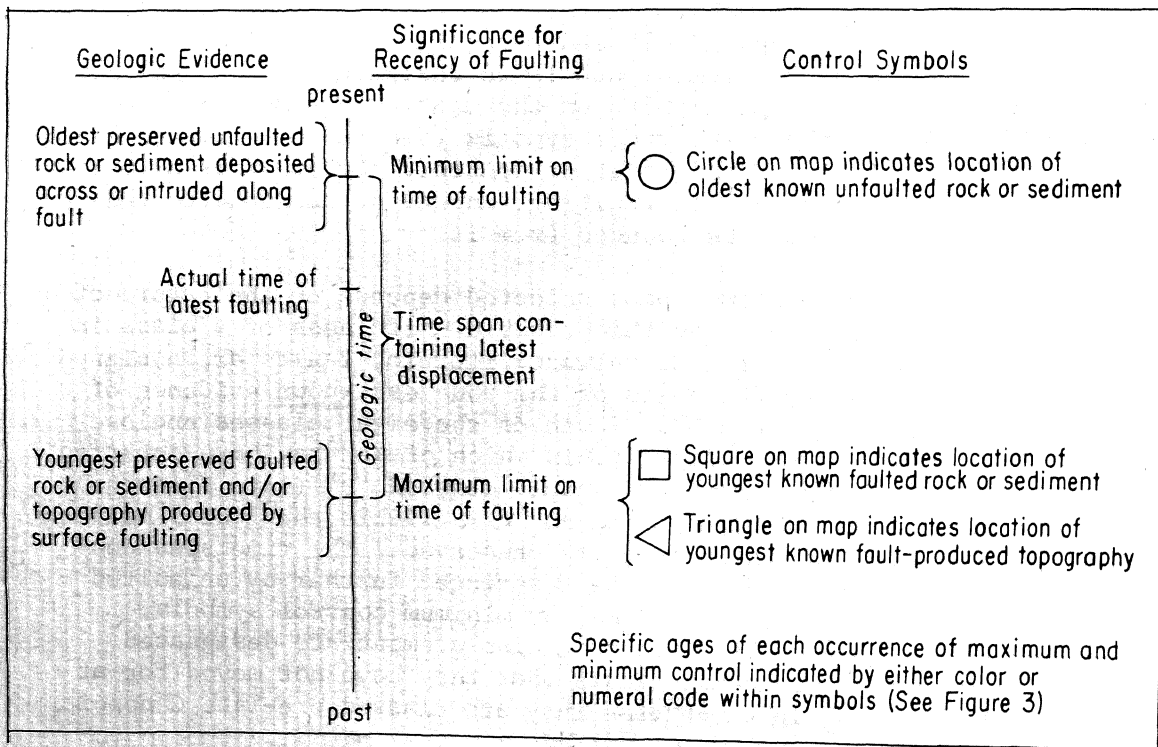 Geologic Evidence
Significance for
Recency of Faulting
Control Symbols
present
Oldest preserved unfaulted
rock or sediment deposited
across or intruded along
fault
Minimum limit on
time of faulting
Circle on map indicates location of
oldest known unfaulted rock or sediment
Actual time of
latest faulting
Geologic time
Time span con-
taining latest
displacement
Youngest preserved faulted
rock or sediment and/or
topography produced by
surface faulting
Maximum limit on
time of faulting
Square on map indicates location of
youngest known faulted rock or sediment
Triangle on map indicates location of
youngest known fault-produced topography
Specific ages of each occurrence of maximum and
minimum control indicated by either color or
numeral code within symbols (See Figure 3)
past